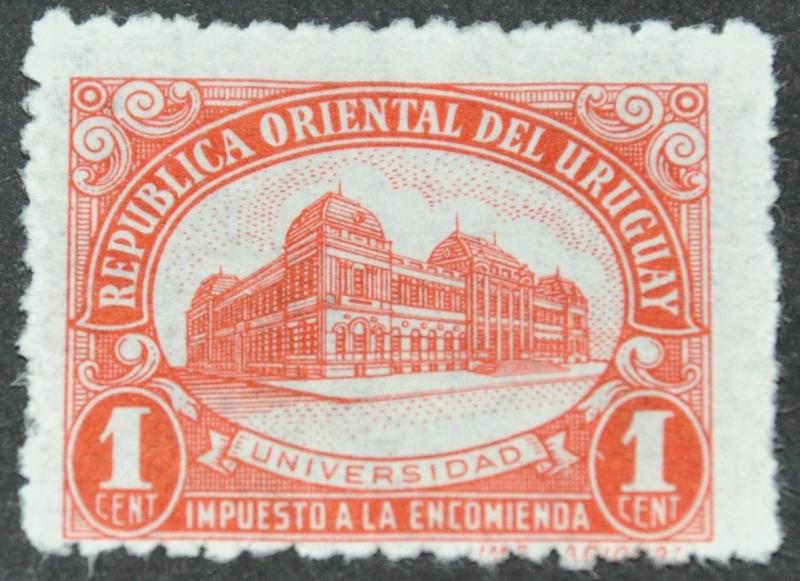 REPUBLICA ORIENTAL DEL URUGUAY
UNIVERSIDAD
1 CENT
1 CENT
IMPUESTO A LA ENCOMIENDA